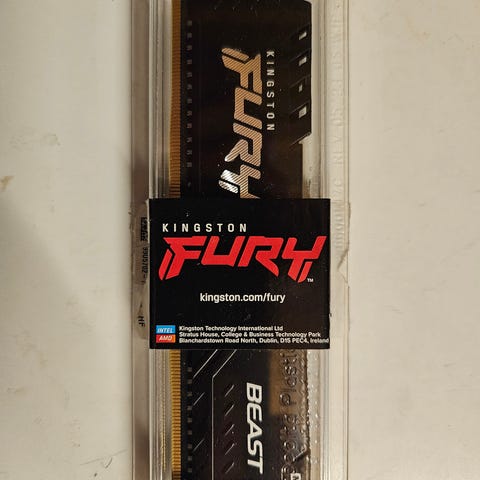 KINGSTON
FURY
KINGSTON
FURY™
kingston.com/fury
INTEL
AMD
Kingston Technology International Ltd
Stratus House, College & Business Technology Park
Blanchardstown Road North, Dublin, D15 PEC4, Ireland
BEAST